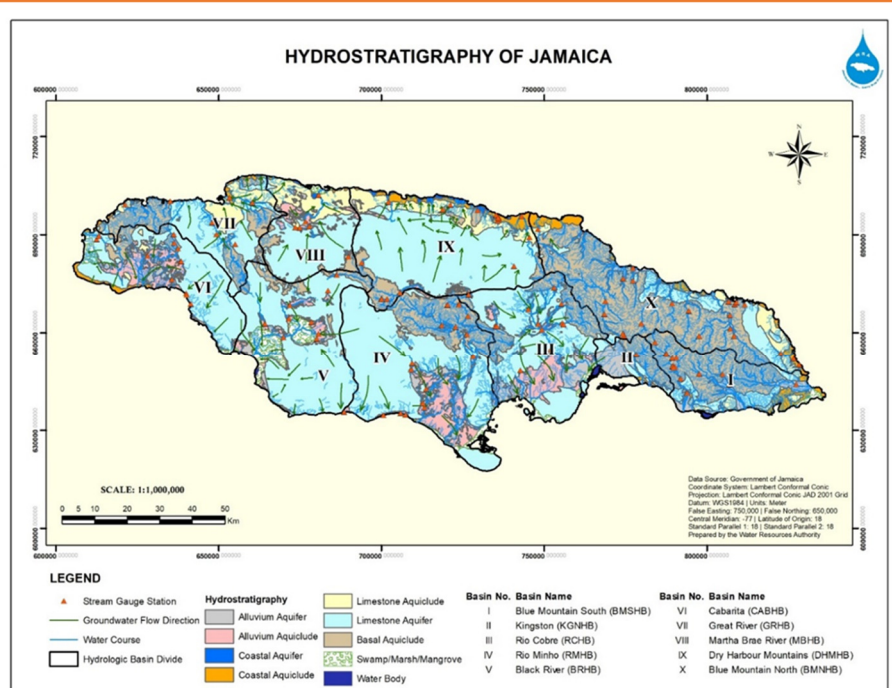 HYDROSTRATIGRAPHY OF JAMAICA
600000 650000 700000 750000 800000
720000 720000
N
W E
S
690000 690000
VII
VIII
IX
VI
X
660000 660000
III
II
IV
V
I
630000 630000
SCALE: 1:1,000,000
0 5 10 20 30 40 50
Km
Data Source: Government of Jamaica
Coordinate System: Lambert Conformal Conic
Projection: Lambert Conformal Conic JAD 2001 Grid
Datum: WGS1984 | Units: Meter
False Easting: 750,000 | False Northing: 650,000
Central Meridian: -77 | Latitude of Origin: 18
Standard Parallel 1: 18 | Standard Parallel 2: 18
Prepared by the Water Resources Authority
600000 650000 700000 750000 800000
LEGEND
Stream Gauge Station
Groundwater Flow Direction
Water Course
Hydrologic Basin Divide
Hydrostratigraphy
Alluvium Aquifer
Alluvium Aquiclude
Coastal Aquifer
Coastal Aquiclude
Limestone Aquiclude
Limestone Aquifer
Basal Aquiclude
Swamp/Marsh/Mangrove
Water Body
Basin No. Basin Name
I Blue Mountain South (BMSHB)
II Kingston (KGNHB)
III Rio Cobre (RCHB)
IV Rio Minho (RMHB)
V Black River (BRHB)
Basin No. Basin Name
VI Cabarita (CABHB)
VII Great River (GRHB)
VIII Martha Brae River (MBHB)
IX Dry Harbour Mountains (DHMHB)
X Blue Mountain North (BMNHB)